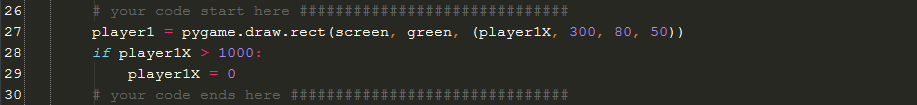 26 # your code start here ##############################
27 player1 = pygame.draw.rect(screen, green, (player1X, 300, 80, 50))
28 if player1X > 1000:
29 player1X = 0
30 # your code ends here ###############################